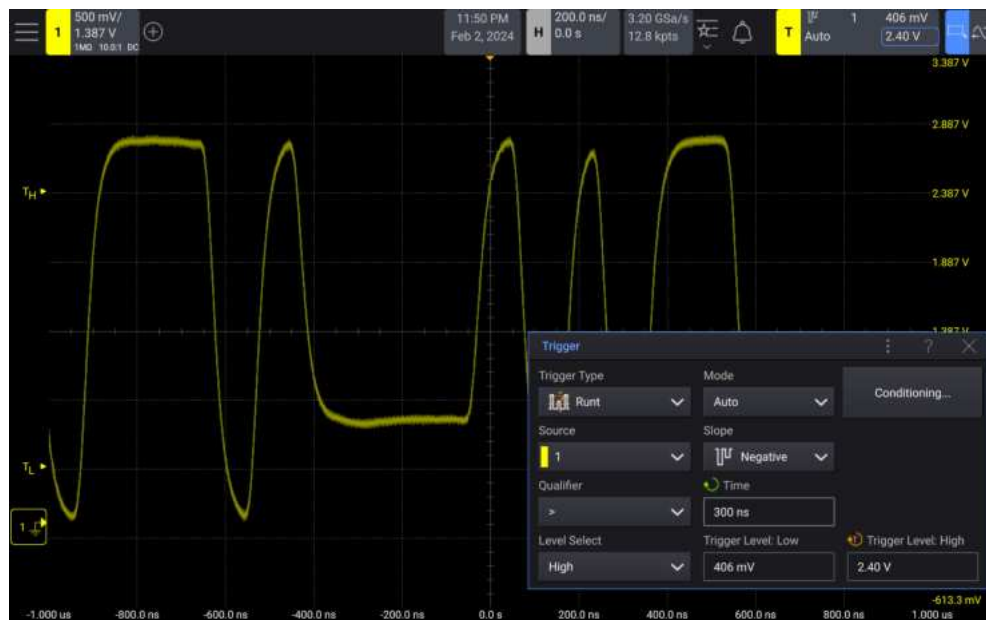 1
500 mV/
1.387 V
1MΩ 10.0:1 DC
11:50 PM
Feb 2, 2024
H
200.0 ns/
0.0 s
3.20 GSa/s
12.8 kpts
T
Auto
1
406 mV
2.40 V
3.387 V
2.887 V
TH
2.387 V
1.887 V
1.387 V
Trigger
?
Trigger Type
Mode
Runt
Auto
Conditioning...
Source
Slope
1
Negative
Qualifier
Time
>
300 ns
TL
Level Select
Trigger Level: Low
Trigger Level: High
High
406 mV
2.40 V
1
-613.3 mV
-1.000 us
-800.0 ns
-600.0 ns
-400.0 ns
-200.0 ns
0.0 s
200.0 ns
400.0 ns
600.0 ns
800.0 ns
1.000 us